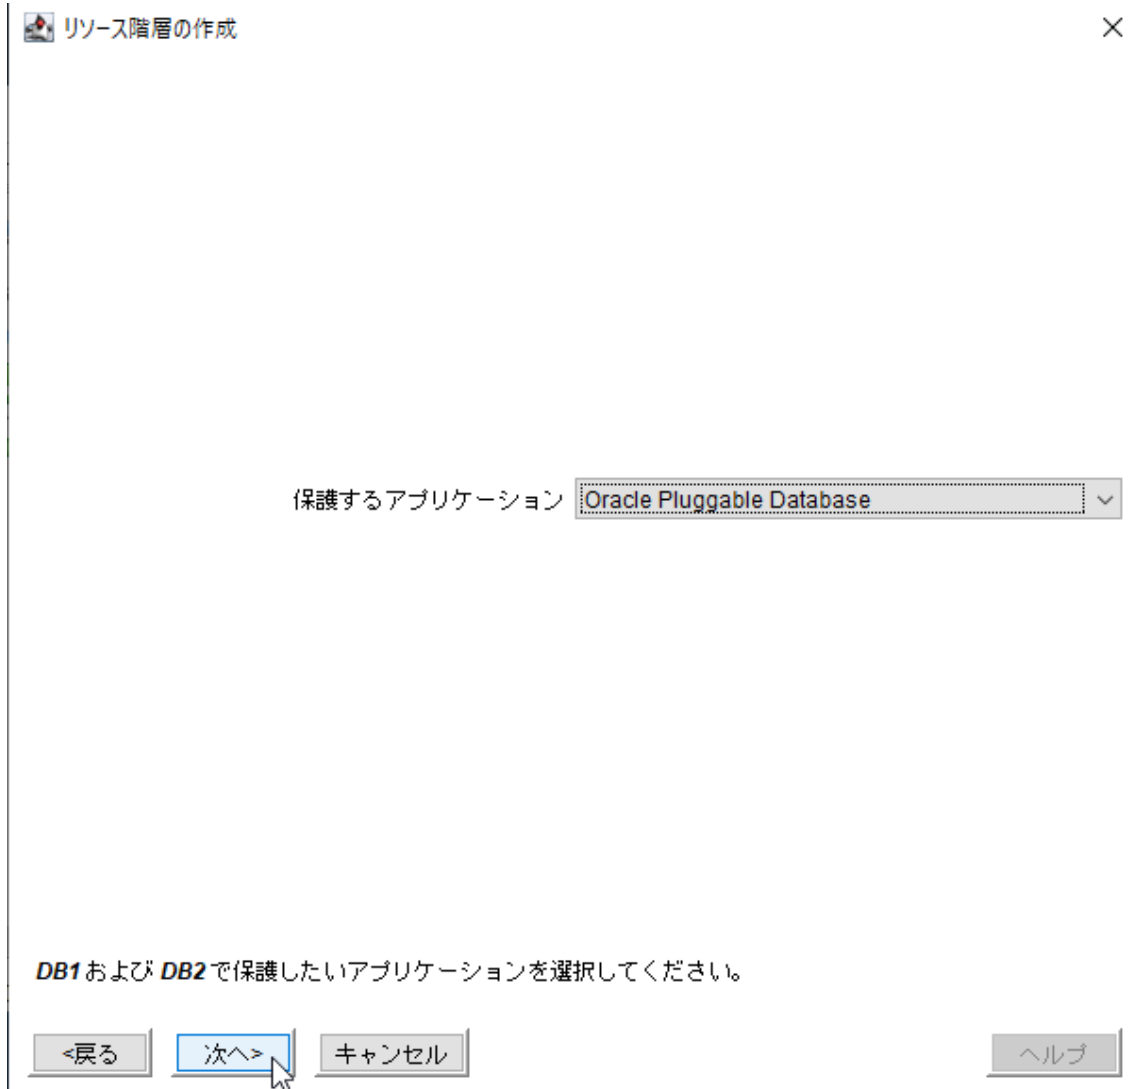 リソース階層の作成
保護するアプリケーション Oracle Pluggable Database
DB1 および DB2 で保護したいアプリケーションを選択してください。
<戻る 次へ> キャンセル ヘルプ